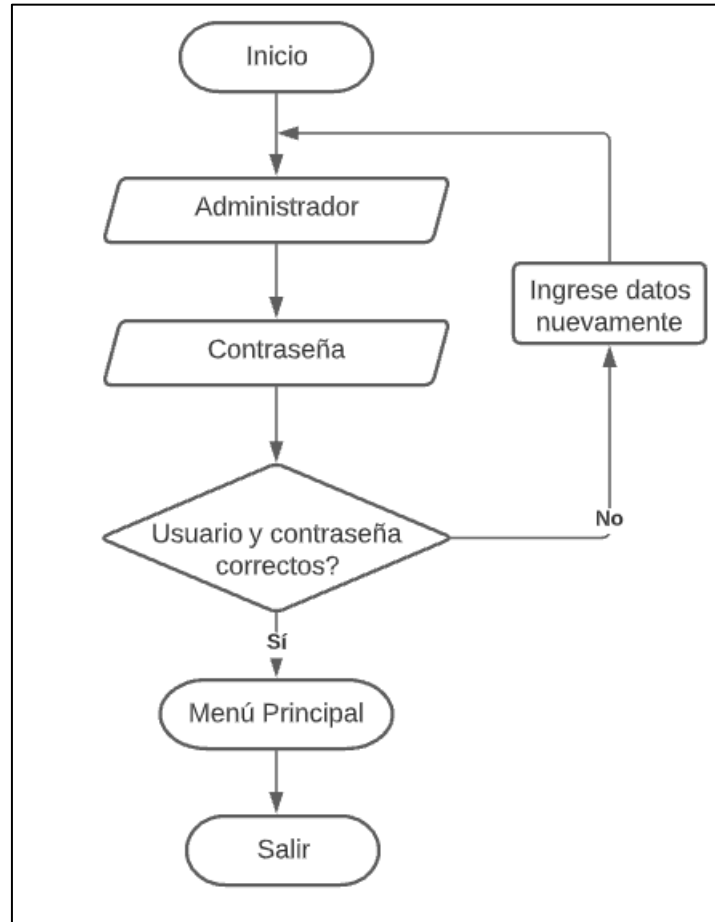 Inicio
Administrador
Contraseña
Ingrese datos
nuevamente
Usuario y contraseña
correctos?
No
Sí
Menú Principal
Salir